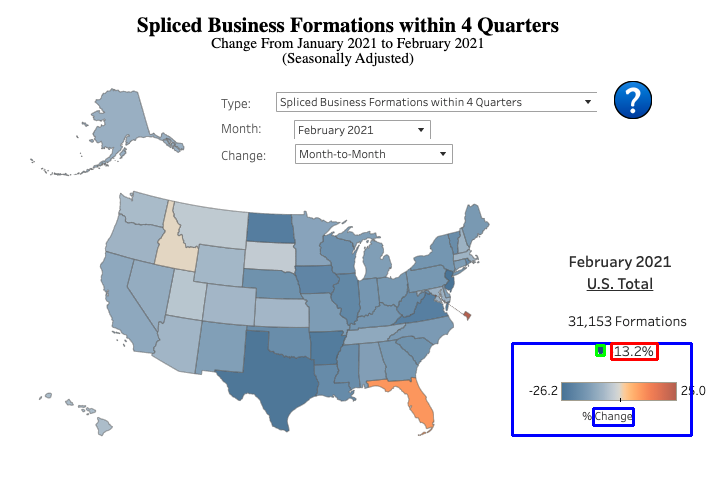 Spliced Business Formations within 4 Quarters
Change From January 2021 to February 2021
(Seasonally Adjusted)
?
Type: Spliced Business Formations within 4 Quarters
Month: February 2021
Change: Month-to-Month
February 2021
U.S. Total
31,153 Formations
13.2%
-26.2 25.0
% Change